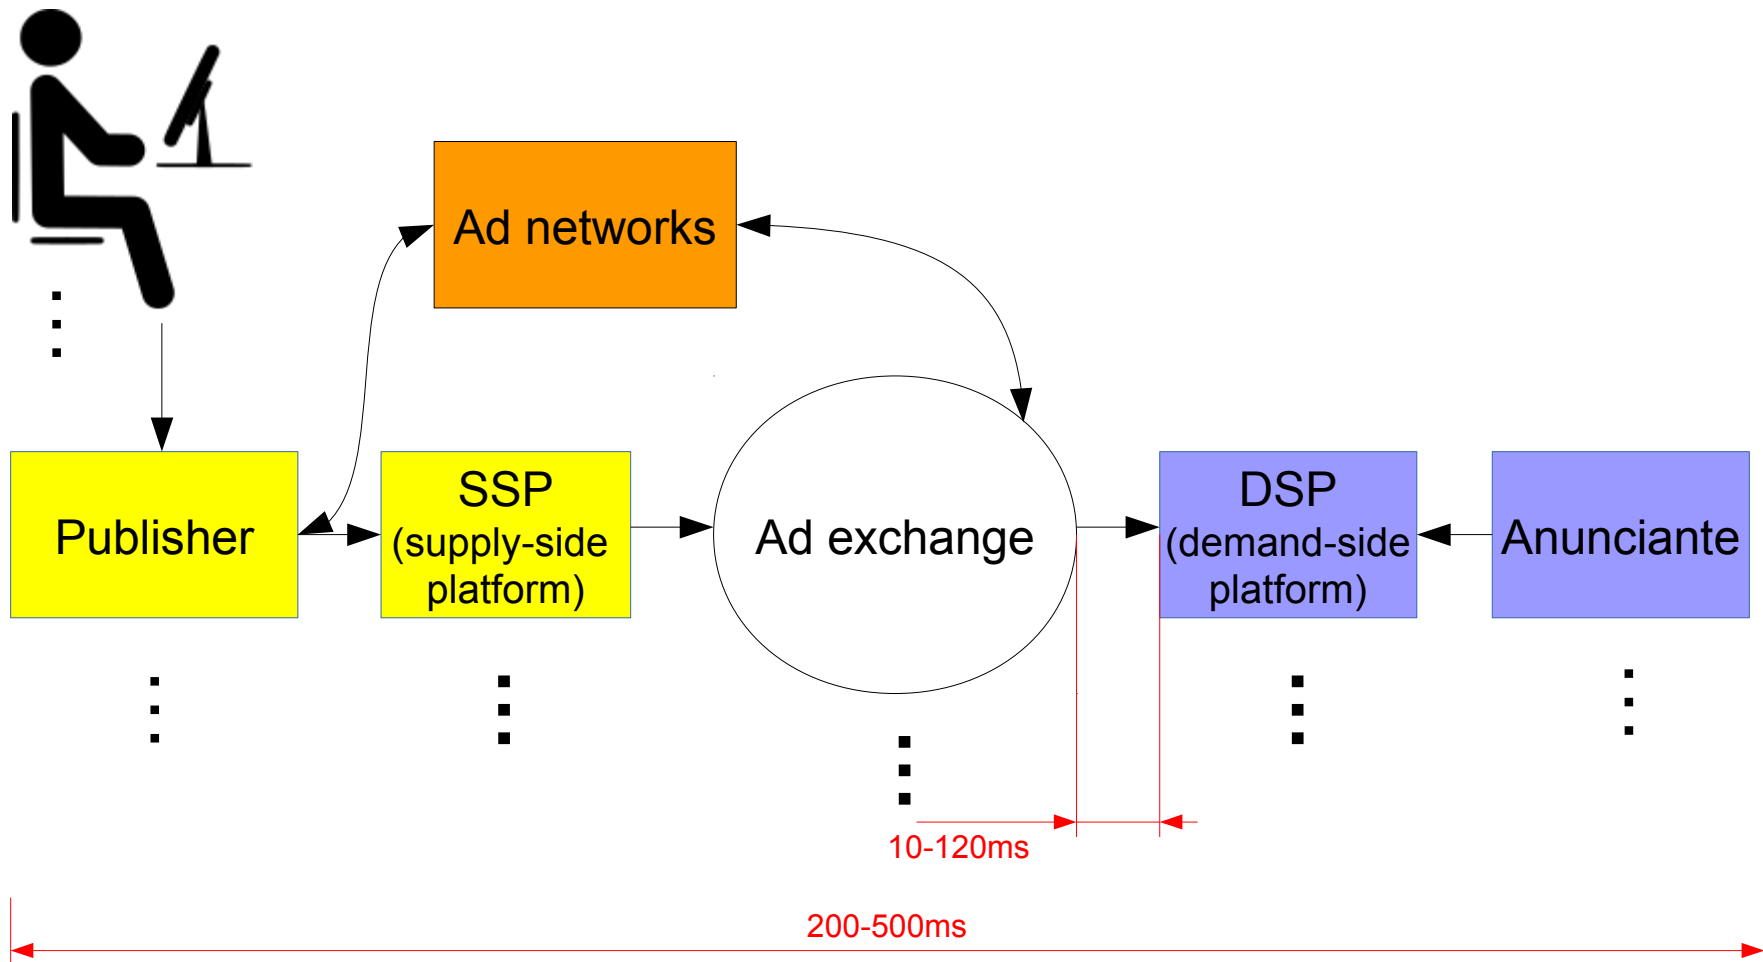 Ad networks
Publisher
SSP
(supply-side
platform)
Ad exchange
DSP
(demand-side
platform)
Anunciante
10-120ms
200-500ms